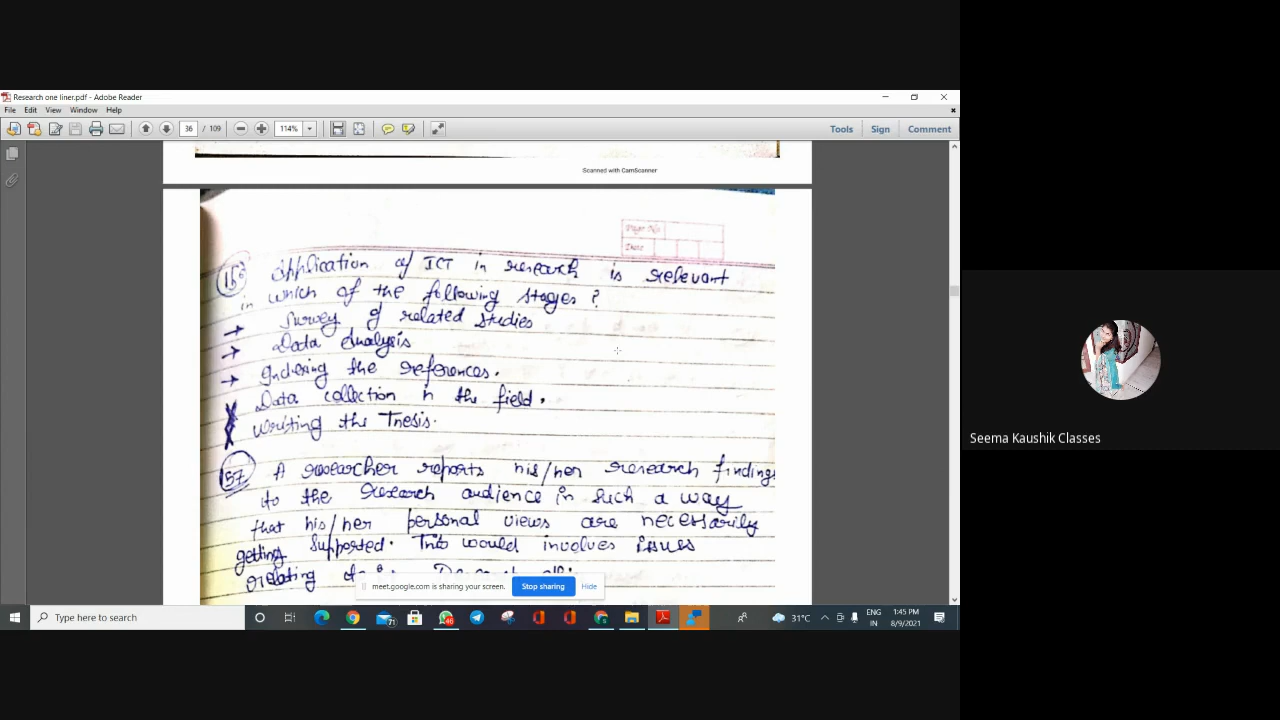 Research one liner.pdf - Adobe Reader
File Edit View Window Help
36 / 109
114%
Tools Sign Comment
Scanned with CamScanner
Page No
Date
application of ICT in research is relevant
in which of the following stages ?
→ Survey of related studies
→ Data Analysis
→ Indexing the references.
Data collection in the field.
Writing the Thesis.
57 A researcher reports his/her research findings
to the research audience in such a way
that his/her personal views are necessarily
getting supported. This would involves issues
relating
meet.google.com is sharing your screen. Stop sharing Hide
Seema Kaushik Classes
Type here to search
71
46
31°C
ENG
IN
1:45 PM
8/9/2021